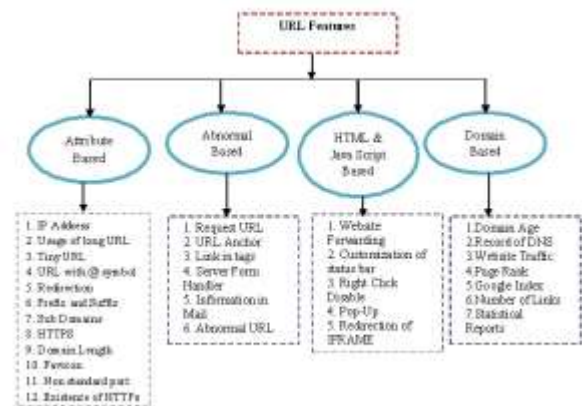 URL Features
Attribute
Based
Abnormal
Based
HTML &
Java Script
Based
Domain
Based
1. IP Address
2. Usage of long URL
3. Tiny URL
4. URL with @ symbol
5. Redirection
6. Prefix and Suffix
7. Sub Domains
8. HTTPS
9. Domain Length
10. Favicon
11. Non standard port
12. Existence of HTTPs
1. Request URL
2. URL Anchor
3. Link in tags
4. Server Form
Handler
5. Information in
Mail
6. Abnormal URL
1. Website
Forwarding
2. Customization of
status bar
3. Right Click
Disable
4. Pop-Up
5. Redirection of
IFRAME
1.Domain Age
2.Record of DNS
3.Website Traffic
4.Page Rank
5.Google Index
6.Number of Links
7.Statistical
Reports